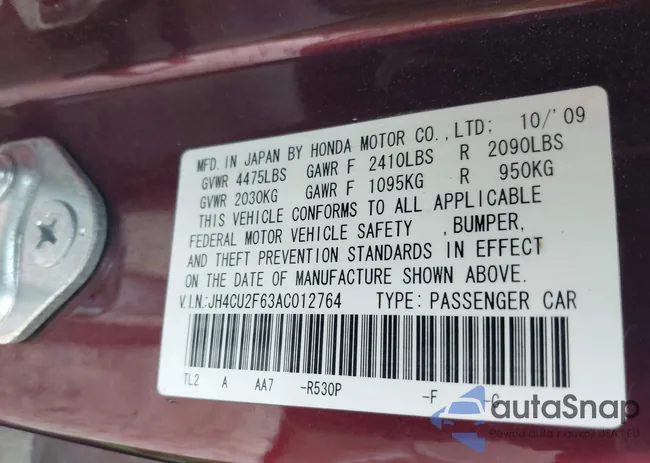 MFD. IN JAPAN BY HONDA MOTOR CO., LTD; 10/'09
GVWR 4475LBS GAWR F 2410LBS R 2090LBS
GVWR 2030KG GAWR F 1095KG R 950KG
THIS VEHICLE CONFORMS TO ALL APPLICABLE
FEDERAL MOTOR VEHICLE SAFETY , BUMPER,
AND THEFT PREVENTION STANDARDS IN EFFECT
ON THE DATE OF MANUFACTURE SHOWN ABOVE.
V.I.N:JH4CU2F63AC012764 TYPE: PASSENGER CAR
TL2 A AA7 -R530P -F -C
autaSnap